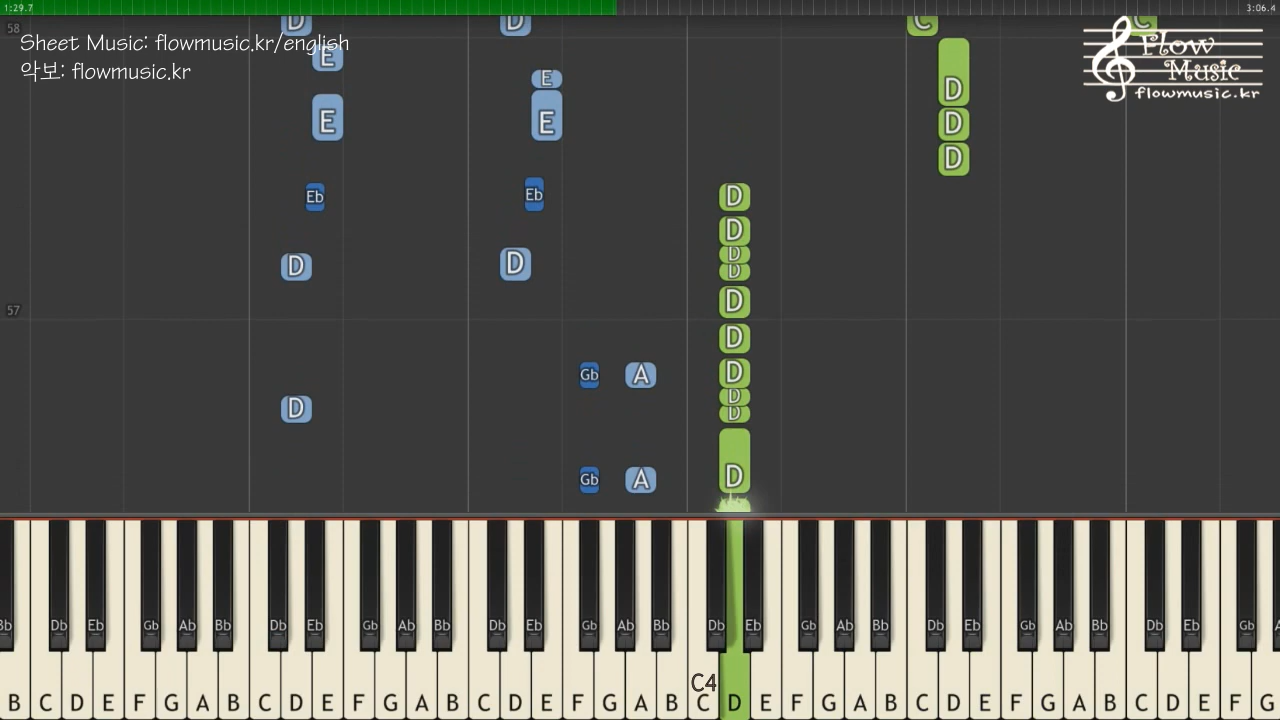 1:29.7 3:06.4
58
Sheet Music: flowmusic.kr/english
악보: flowmusic.kr
Flow
Music
flowmusic.kr
D D C C
E
E D
E E D
D
Eb Eb D
D
D
D D D
57 D
D
Gb A D
D
D D
Gb A D
Bb Db Eb Gb Ab Bb Db Eb Gb Ab Bb Db Eb Gb Ab Bb Db Eb Gb Ab Bb Db Eb Gb Ab Bb Db Eb Gb A
C4
B C D E F G A B C D E F G A B C D E F G A B C D E F G A B C D E F G A B C D E F G